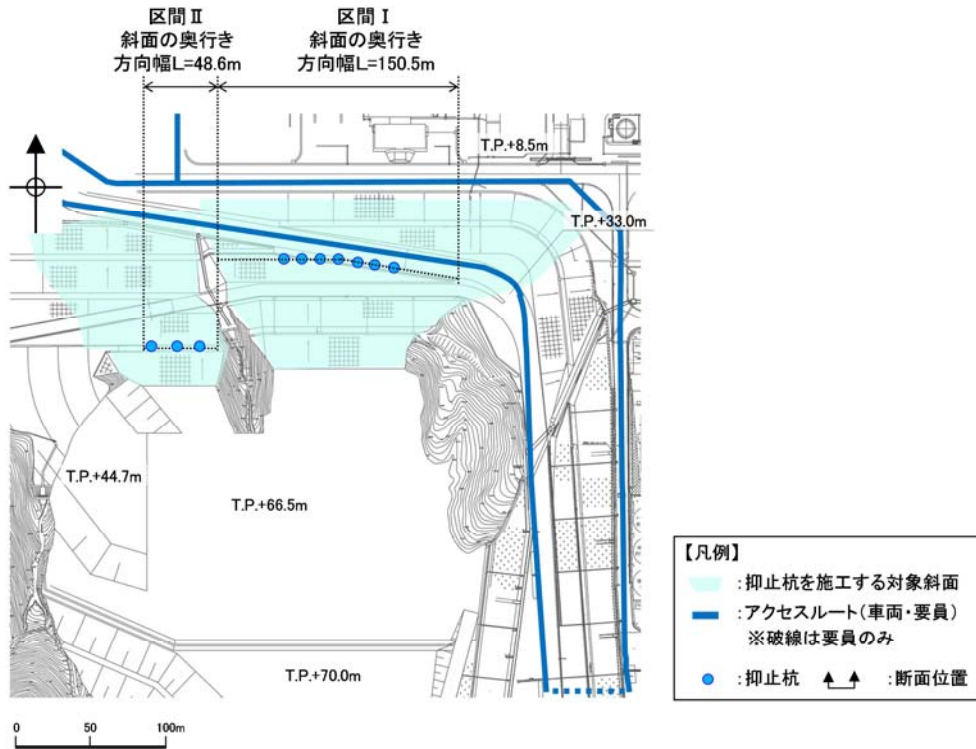 区間Ⅱ
斜面の奥行き
方向幅L=48.6m
区間Ⅰ
斜面の奥行き
方向幅L=150.5m
T.P.+8.5m
T.P.+33.0m
T.P.+44.7m
T.P.+66.5m
T.P.+70.0m
【凡例】
:抑止杭を施工する対象斜面
:アクセスルート(車両・要員)
※破線は要員のみ
:抑止杭
:断面位置
0 50 100m